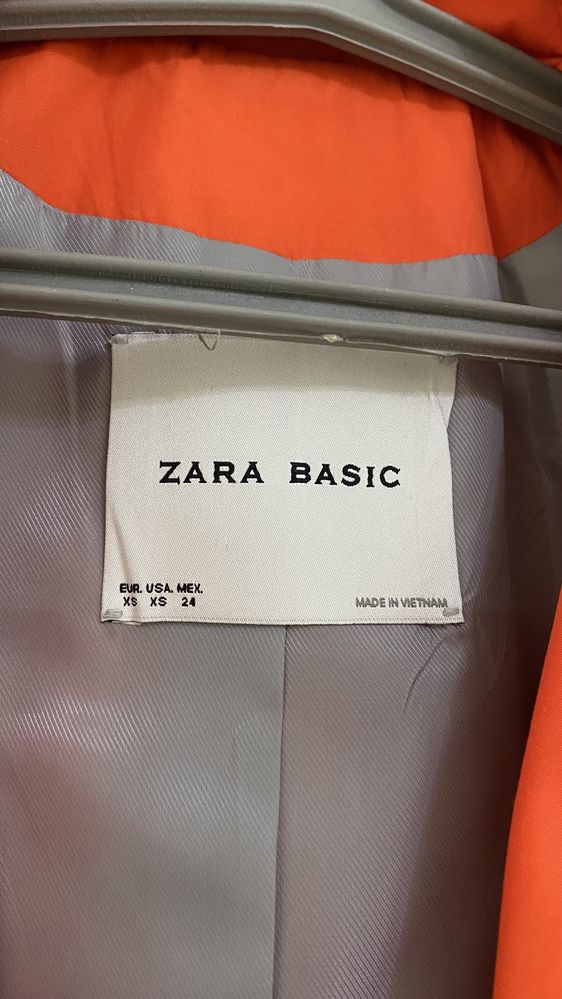 ZARA BASIC
EUR. USA. MEX.
XS XS 24
MADE IN VIETNAM